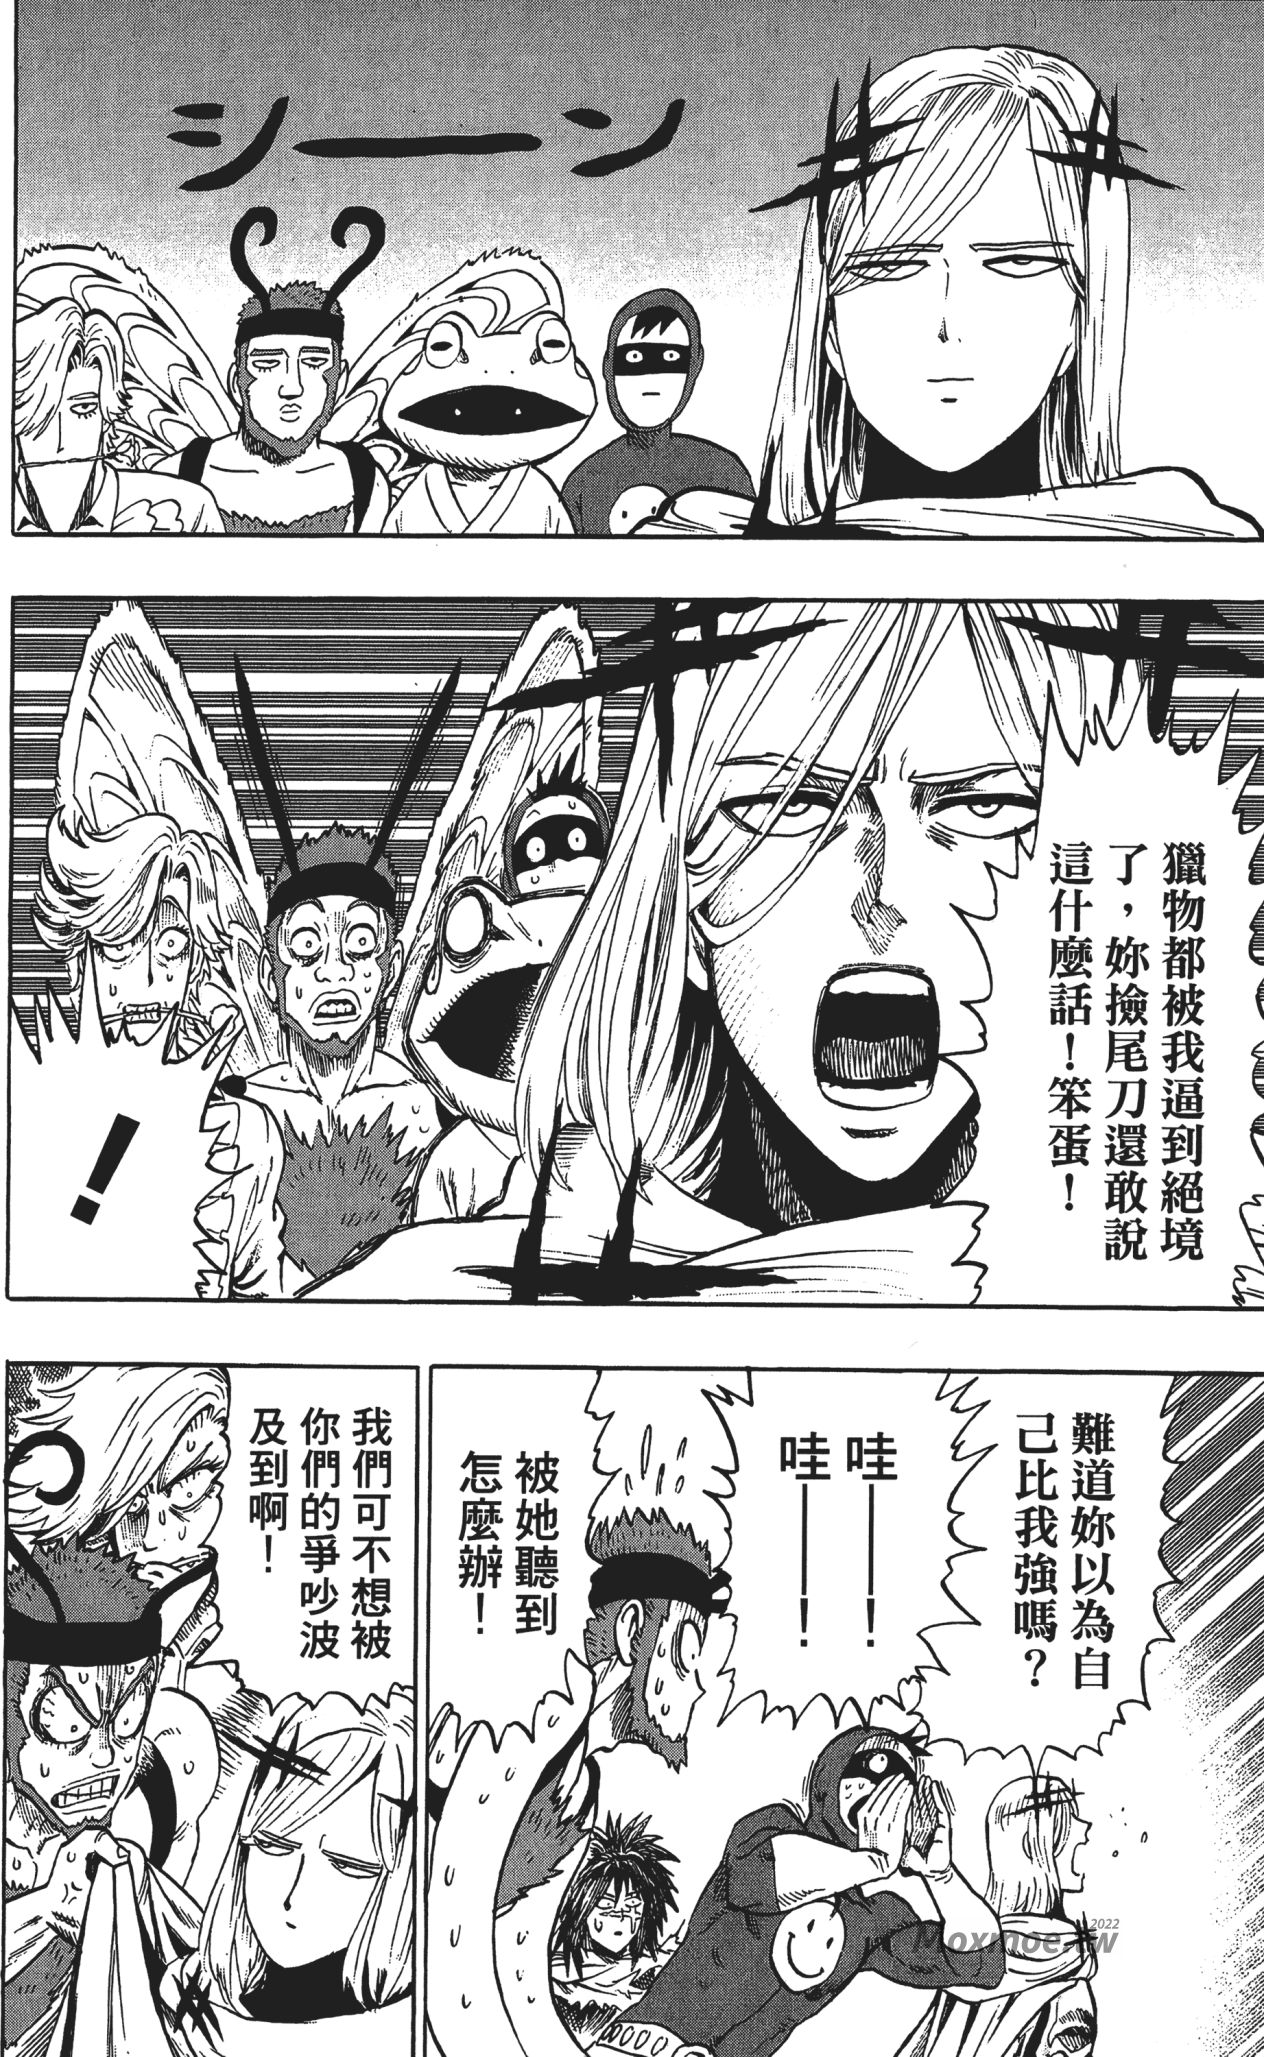 シーン
獵物都被我逼到絕境
了，妳撿尾刀還敢說
這什麼話！笨蛋！
！
難道妳以為自
己比我強嗎？
哇——！
哇——！
被她聽到
怎麼辦！
我們可不想被
你們的爭吵波
及到啊！
2022
Moxmoe.tw